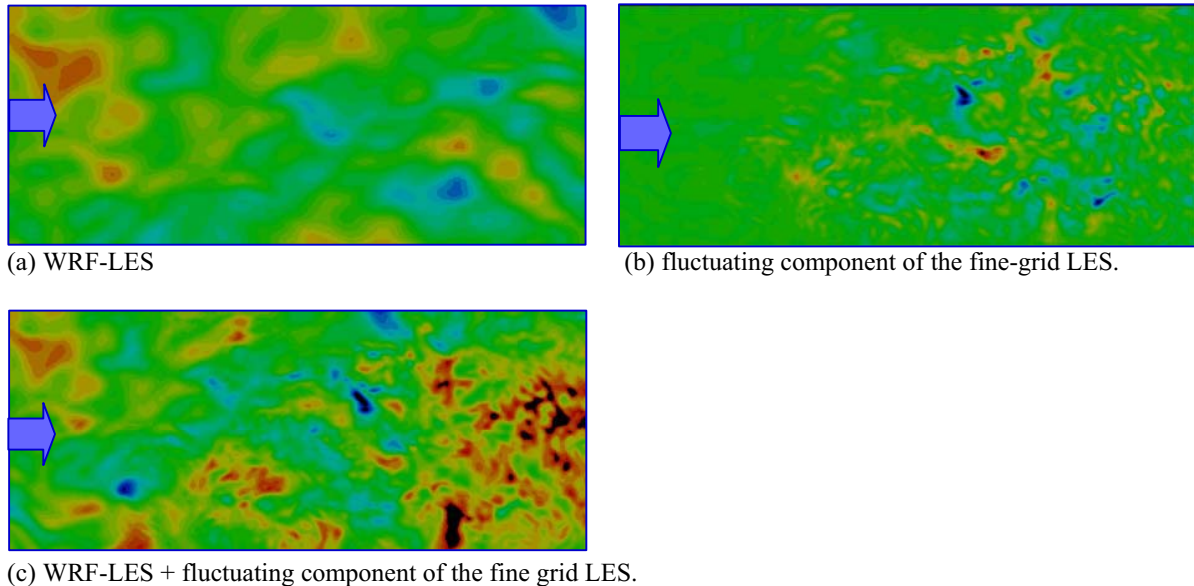 (a) WRF-LES
(b) fluctuating component of the fine-grid LES.
(c) WRF-LES + fluctuating component of the fine grid LES.